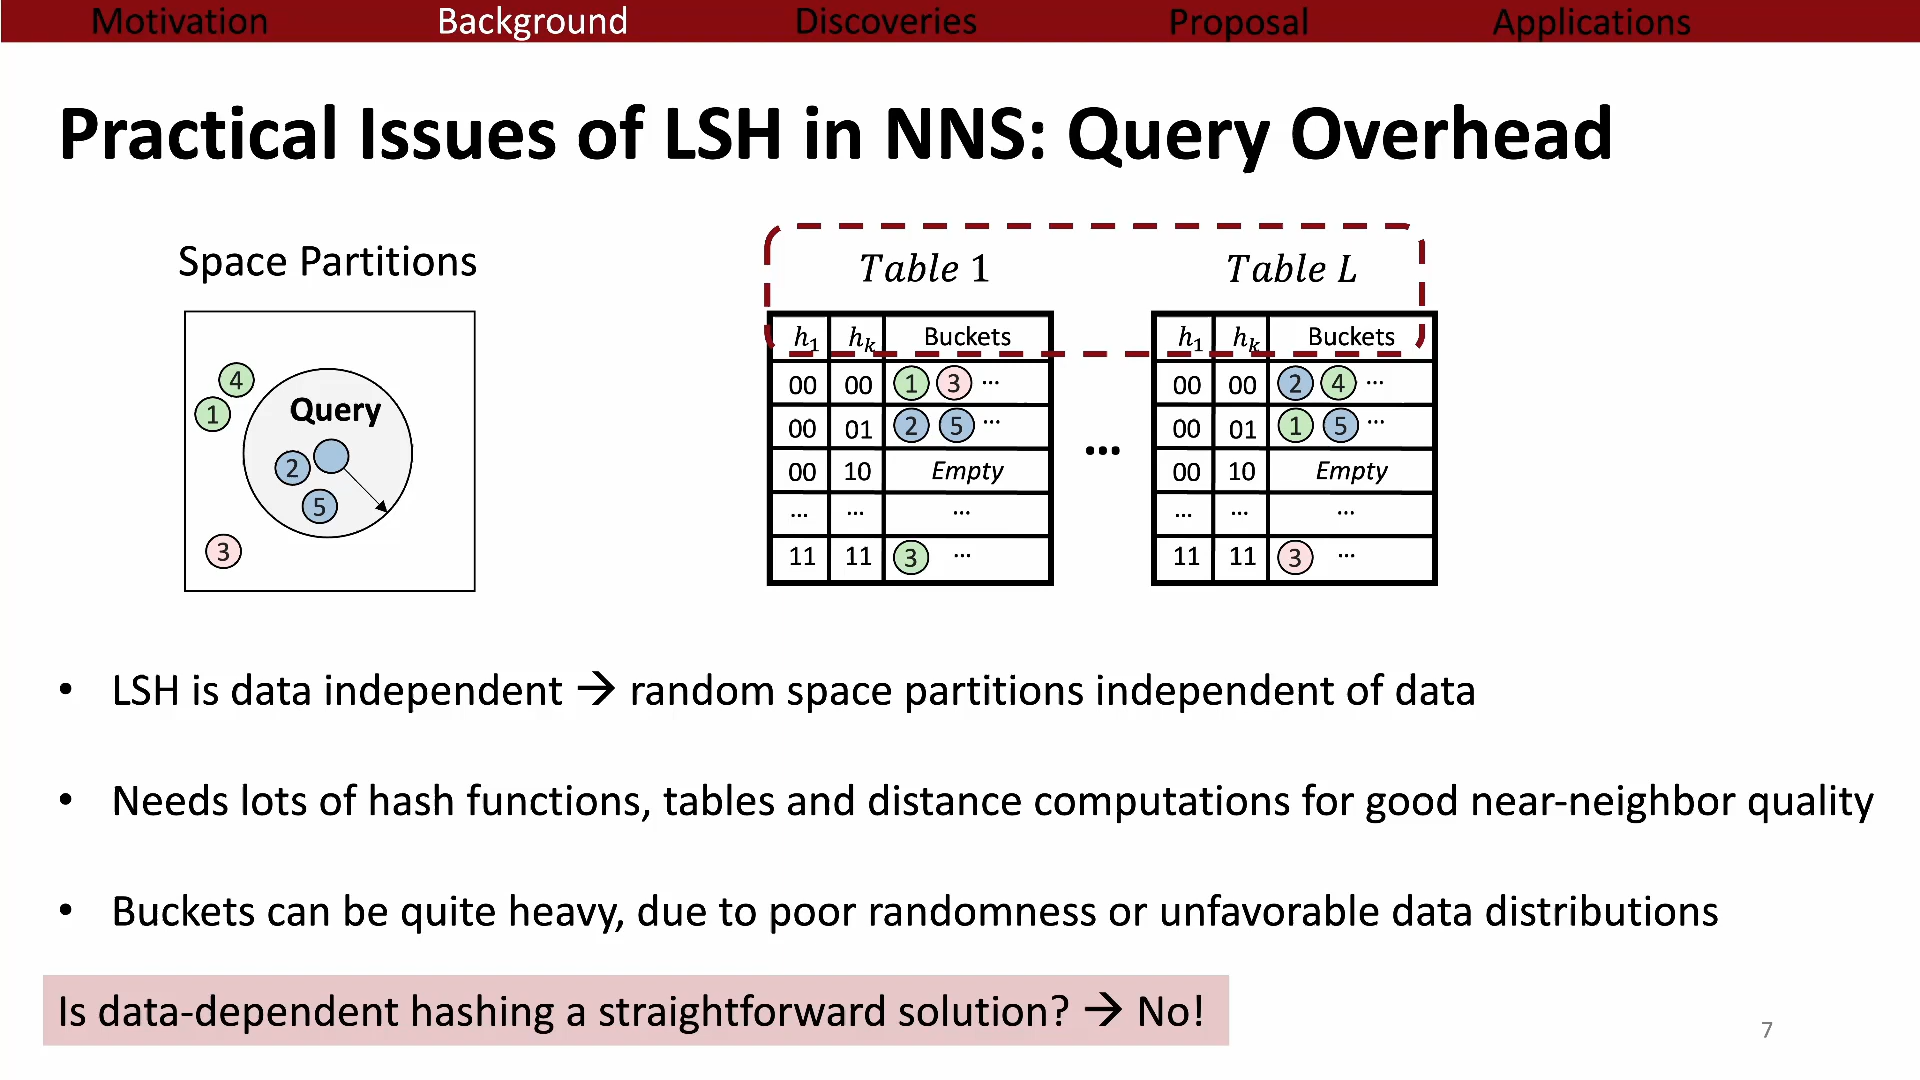 Motivation Background Discoveries Proposal Applications
Practical Issues of LSH in NNS: Query Overhead
Space Partitions
4
1
Query
2
5
3
Table 1
h1 hk Buckets
00 00 1 3 ...
00 01 2 5 ...
00 10 Empty
... ... ...
11 11 3 ...
...
Table L
h1 hk Buckets
00 00 2 4 ...
00 01 1 5 ...
00 10 Empty
... ... ...
11 11 3 ...
• LSH is data independent → random space partitions independent of data
• Needs lots of hash functions, tables and distance computations for good near-neighbor quality
• Buckets can be quite heavy, due to poor randomness or unfavorable data distributions
Is data-dependent hashing a straightforward solution? → No!
7